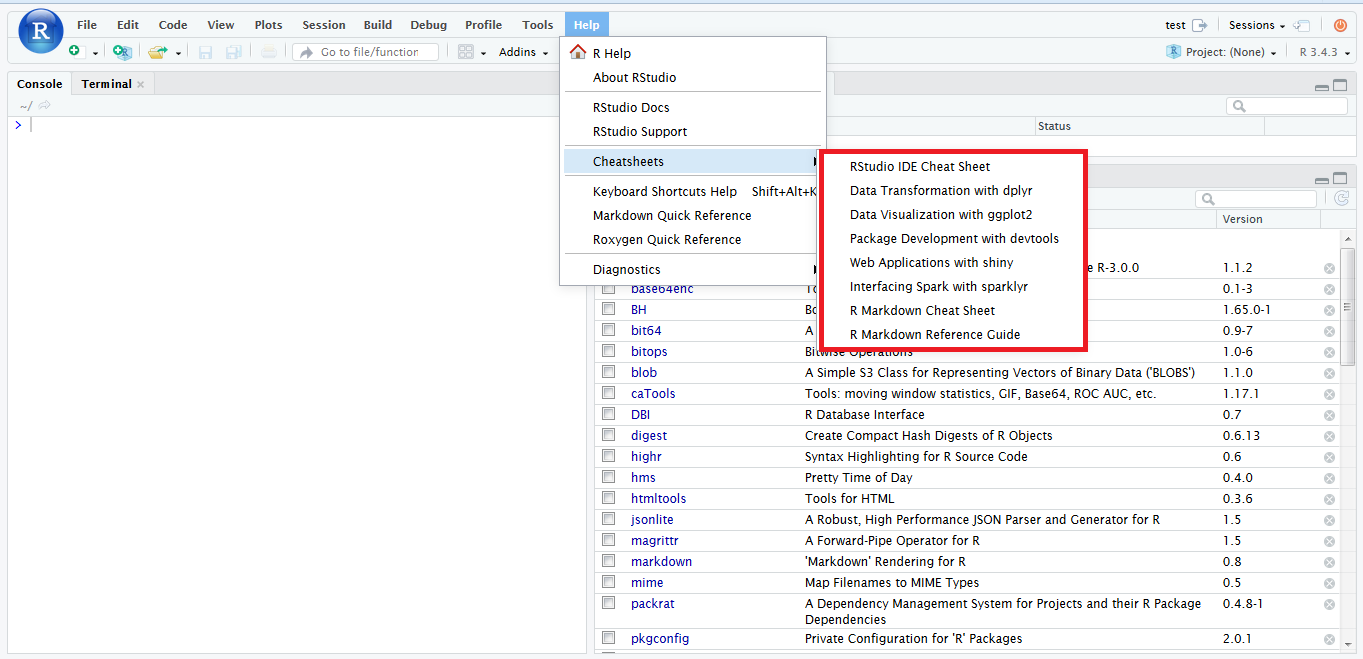 R
File Edit Code View Plots Session Build Debug Profile Tools Help
test Sessions
Go to file/function Addins
Project: (None) R 3.4.3
Console Terminal
~/
>
R Help
About RStudio
RStudio Docs
RStudio Support
Cheatsheets
Keyboard Shortcuts Help Shift+Alt+K
Markdown Quick Reference
Roxygen Quick Reference
Diagnostics
RStudio IDE Cheat Sheet
Data Transformation with dplyr
Data Visualization with ggplot2
Package Development with devtools
Web Applications with shiny
Interfacing Spark with sparklyr
R Markdown Cheat Sheet
R Markdown Reference Guide
Status
Version
R-3.0.0 1.1.2
base64enc 0.1-3
BH 1.65.0-1
bit64 A 0.9-7
bitops Bitwise Operations 1.0-6
blob A Simple S3 Class for Representing Vectors of Binary Data ('BLOBS') 1.1.0
caTools Tools: moving window statistics, GIF, Base64, ROC AUC, etc. 1.17.1
DBI R Database Interface 0.7
digest Create Compact Hash Digests of R Objects 0.6.13
highr Syntax Highlighting for R Source Code 0.6
hms Pretty Time of Day 0.4.0
htmltools Tools for HTML 0.3.6
jsonlite A Robust, High Performance JSON Parser and Generator for R 1.5
magrittr A Forward-Pipe Operator for R 1.5
markdown 'Markdown' Rendering for R 0.8
mime Map Filenames to MIME Types 0.5
packrat A Dependency Management System for Projects and their R Package 0.4.8-1
Dependencies
pkgconfig Private Configuration for 'R' Packages 2.0.1